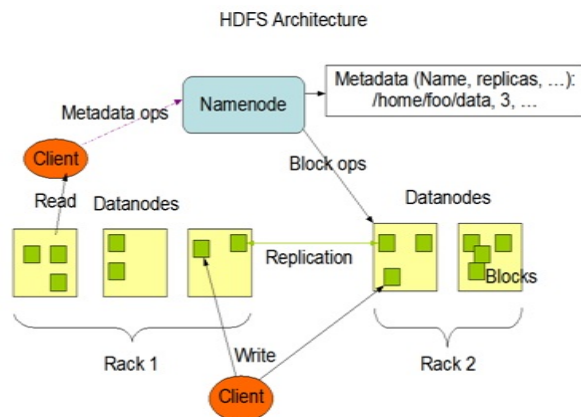 HDFS Architecture
Metadata (Name, replicas, …):
/home/foo/data, 3, …
Namenode
Metadata ops
Client
Block ops
Read
Datanodes
Datanodes
Replication
Blocks
Rack 1
Write
Rack 2
Client